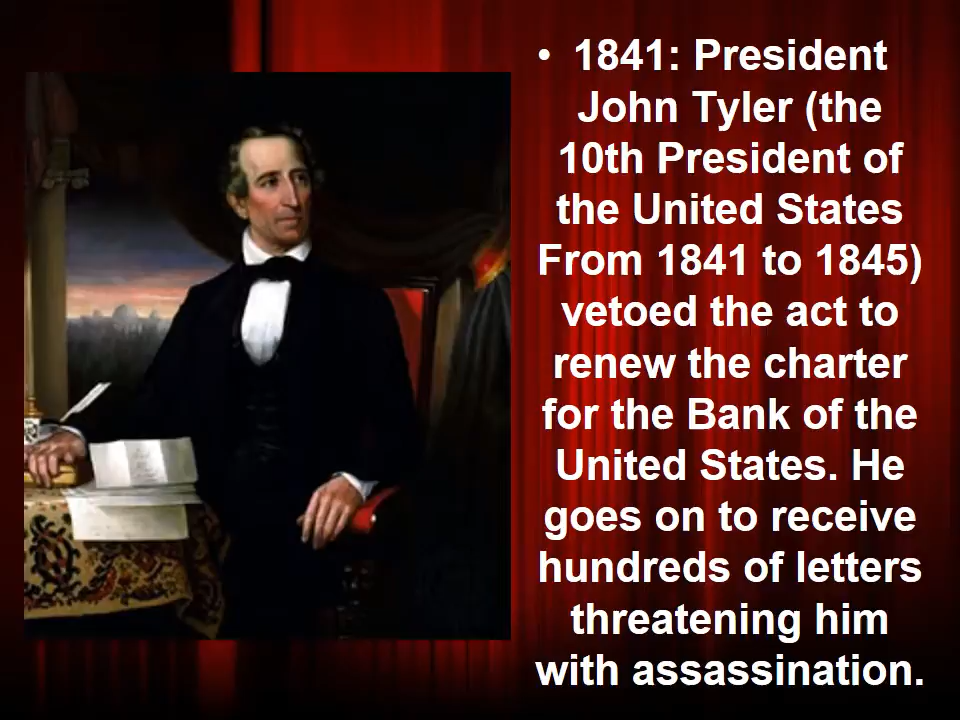 • 1841: President
John Tyler (the
10th President of
the United States
From 1841 to 1845)
vetoed the act to
renew the charter
for the Bank of the
United States. He
goes on to receive
hundreds of letters
threatening him
with assassination.